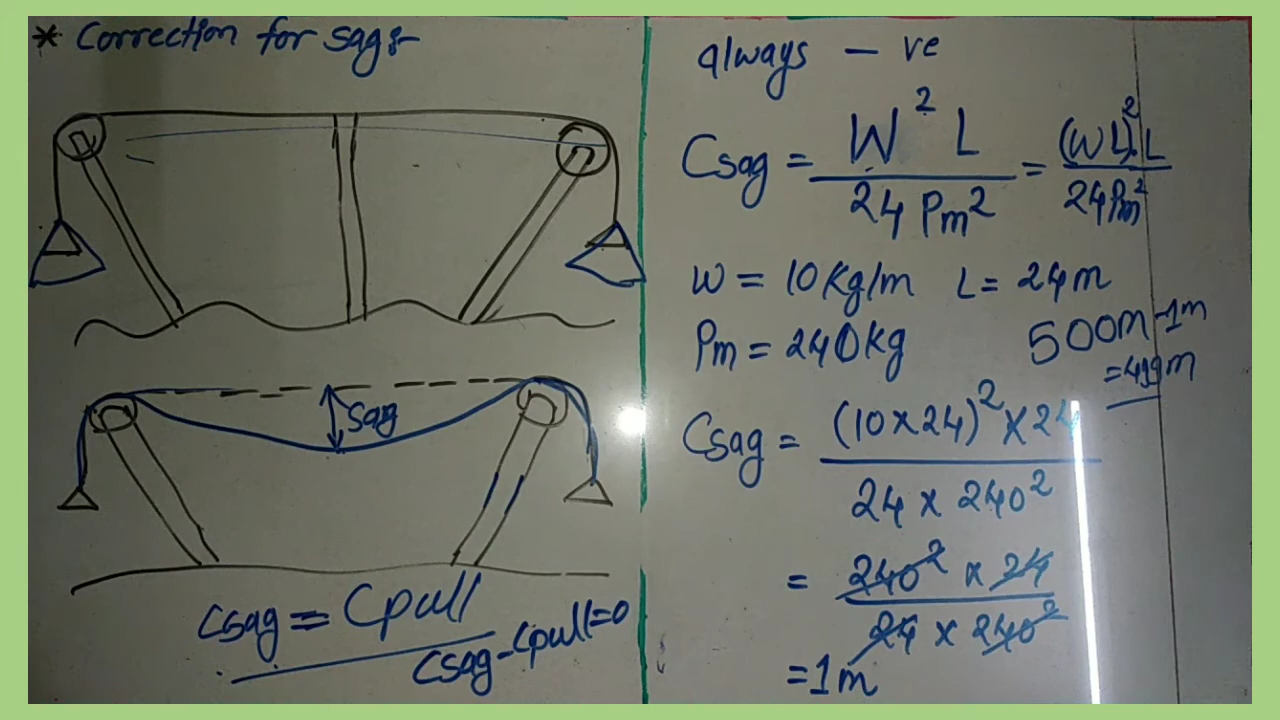 * Correction for sag:-
Sag
Csag = Cpull
Csag - Cpull = 0
always - ve
Csag = W² L / 24 Pm² = (WL)² L / 24 Pm²
W = 10 Kg/m L = 24 m
Pm = 240 Kg
500m - 1m
= 499 m
Csag = (10 x 24)² x 24 / 24 x 240²
= 240² x 24 / 24 x 240²
= 1m